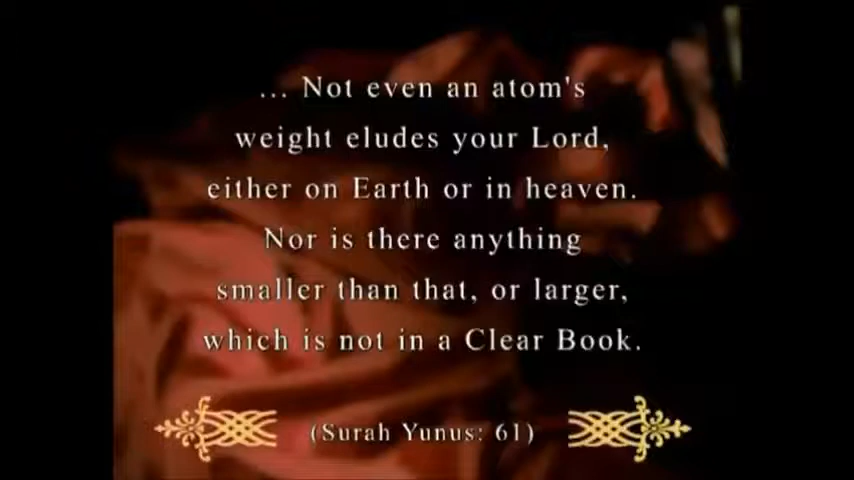 ... Not even an atom's
weight eludes your Lord,
either on Earth or in heaven.
Nor is there anything
smaller than that, or larger,
which is not in a Clear Book.
(Surah Yunus: 61)